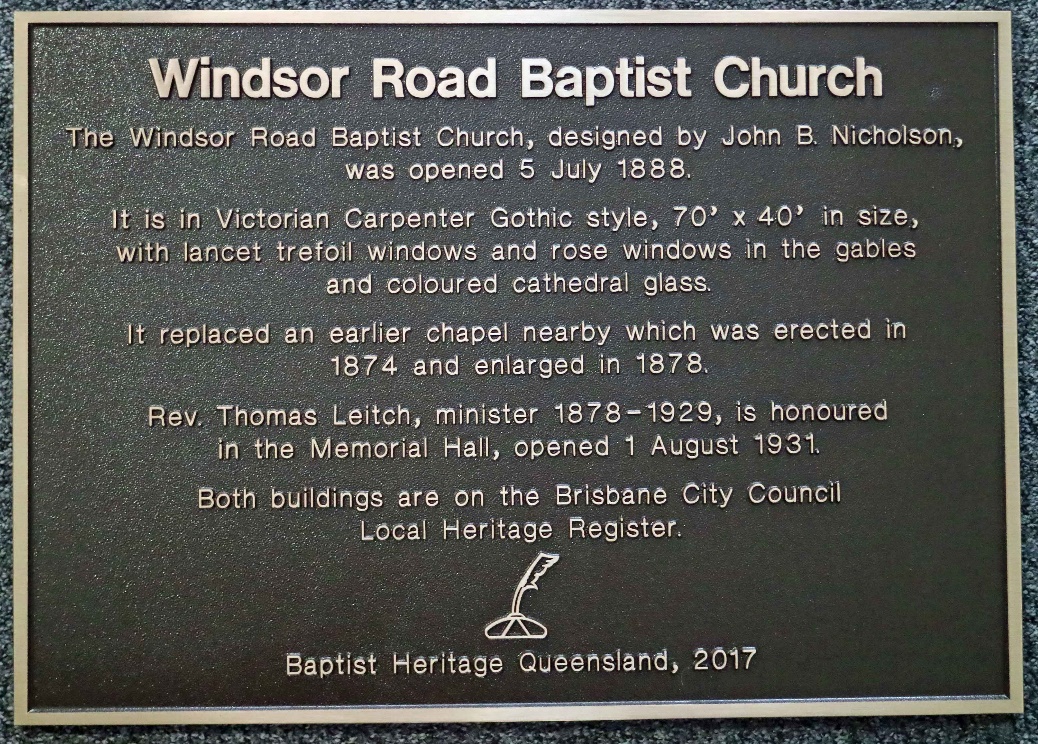 Windsor Road Baptist Church
The Windsor Road Baptist Church, designed by John B. Nicholson,
was opened 5 July 1888.
It is in Victorian Carpenter Gothic style, 70’ x 40’ in size,
with lancet trefoil windows and rose windows in the gables
and coloured cathedral glass.
It replaced an earlier chapel nearby which was erected in
1874 and enlarged in 1878.
Rev. Thomas Leitch, minister 1878-1929, is honoured
in the Memorial Hall, opened 1 August 1931.
Both buildings are on the Brisbane City Council
Local Heritage Register.
Baptist Heritage Queensland, 2017